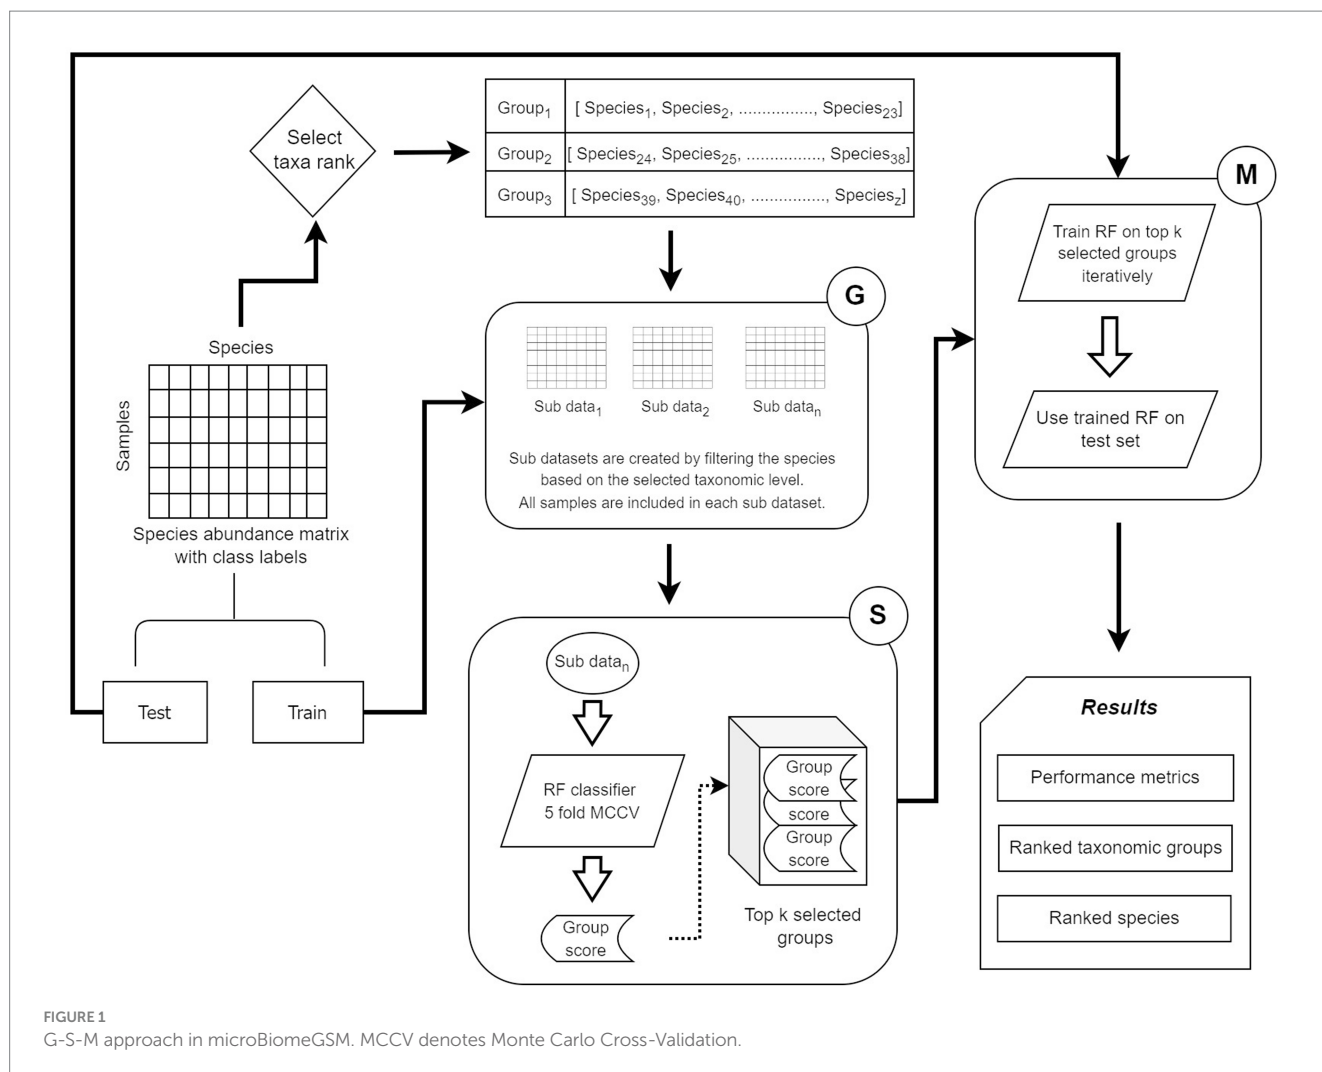 Select
taxa rank
Group1 [ Species1, Species2, ................, Species23]
Group2 [ Species24, Species25, ................, Species38]
Group3 [ Species39, Species40, ................, Speciesz]
Species
Samples
Species abundance matrix
with class labels
Test
Train
G
Sub data1
Sub data2
Sub datan
Sub datasets are created by filtering the species
based on the selected taxonomic level.
All samples are included in each sub dataset.
S
Sub datan
RF classifier
5 fold MCCV
Group
score
Group
score
score
Group
score
Top k selected
groups
M
Train RF on top k
selected groups
iteratively
Use trained RF on
test set
Results
Performance metrics
Ranked taxonomic groups
Ranked species
FIGURE 1
G-S-M approach in microBiomeGSM. MCCV denotes Monte Carlo Cross-Validation.